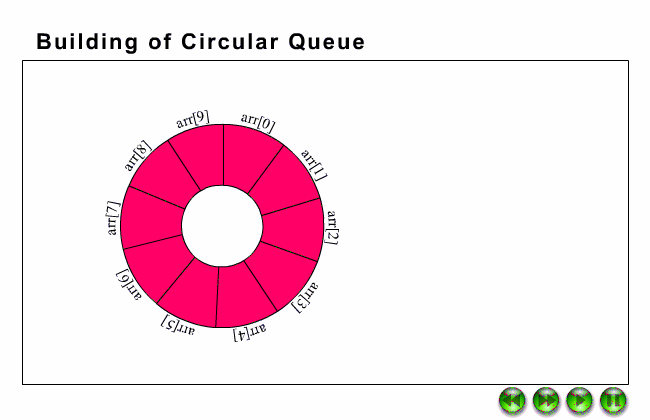 Building of Circular Queue
arr[0]
arr[1]
arr[2]
arr[3]
arr[4]
arr[5]
arr[6]
arr[7]
arr[8]
arr[9]